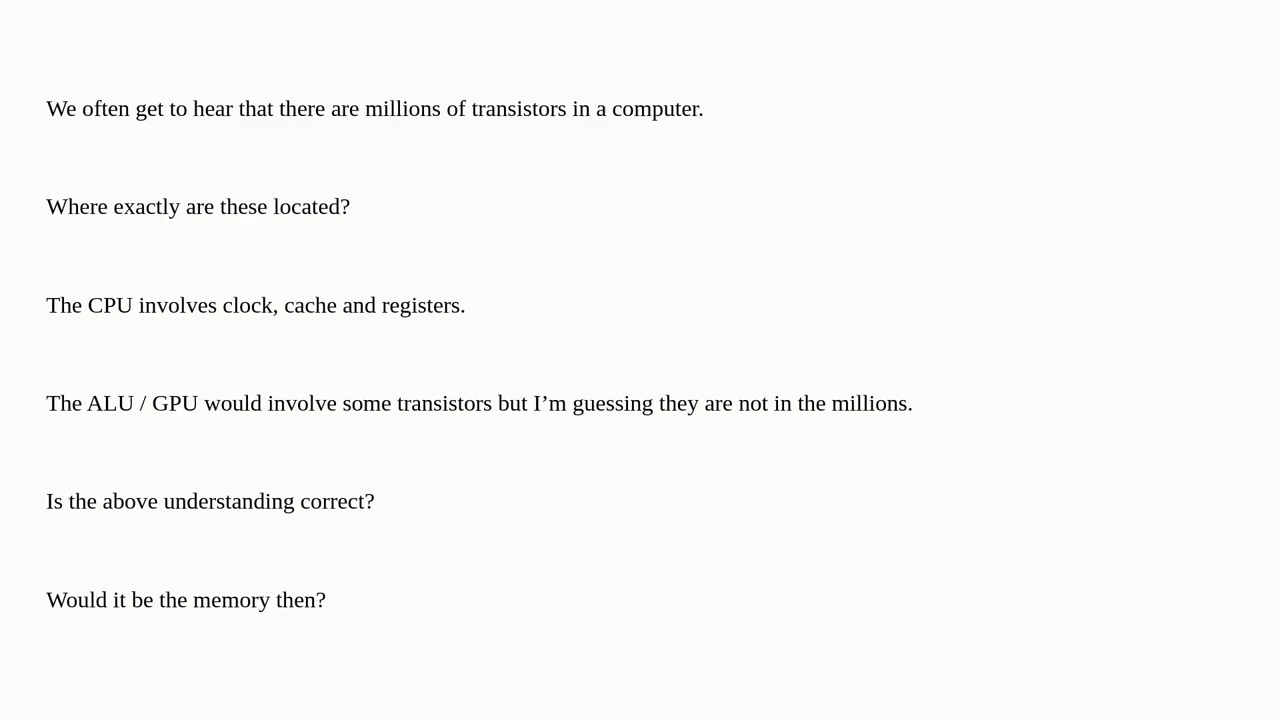 We often get to hear that there are millions of transistors in a computer.
Where exactly are these located?
The CPU involves clock, cache and registers.
The ALU / GPU would involve some transistors but I’m guessing they are not in the millions.
Is the above understanding correct?
Would it be the memory then?